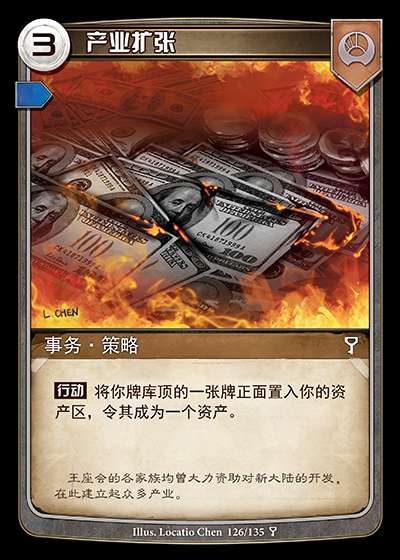 3
产业扩张
100
100
L CHEN
事务·策略
行动 将你牌库顶的一张牌正面置入你的资
产区，令其成为一个资产。
王座会的各家族均曾大力资助对新大陆的开发，
在此建立起众多产业。
Illus. Locatio Chen 126/135